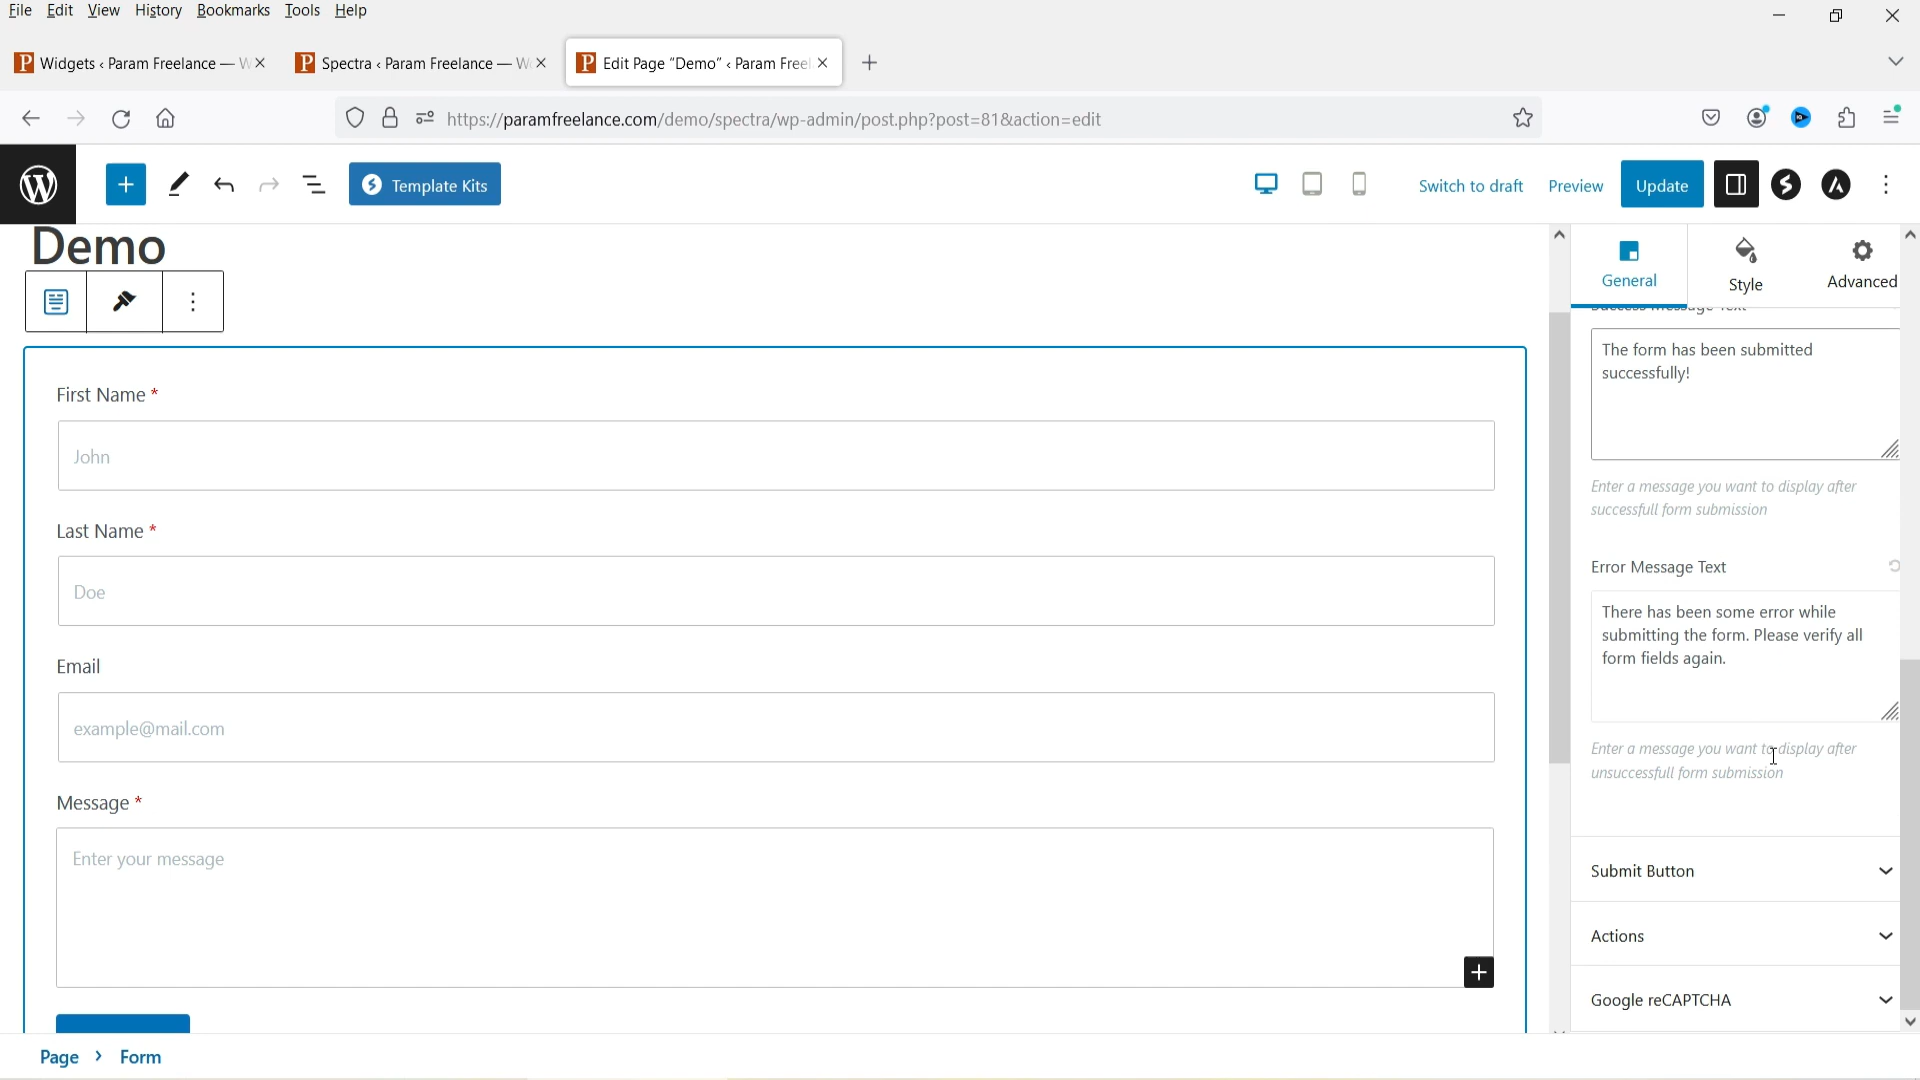 File Edit View History Bookmarks Tools Help
Widgets ‹ Param Freelance — W
Spectra ‹ Param Freelance — W
Edit Page “Demo” ‹ Param Freel
https://paramfreelance.com/demo/spectra/wp-admin/post.php?post=81&action=edit
Template Kits
Switch to draft
Preview
Update
Demo
First Name *
John
Last Name *
Doe
Email
example@mail.com
Message *
Enter your message
Page › Form
General
Style
Advanced
Success Message Text
The form has been submitted
successfully!
Enter a message you want to display after
successfull form submission
Error Message Text
There has been some error while
submitting the form. Please verify all
form fields again.
Enter a message you want to display after
unsuccessfull form submission
Submit Button
Actions
Google reCAPTCHA